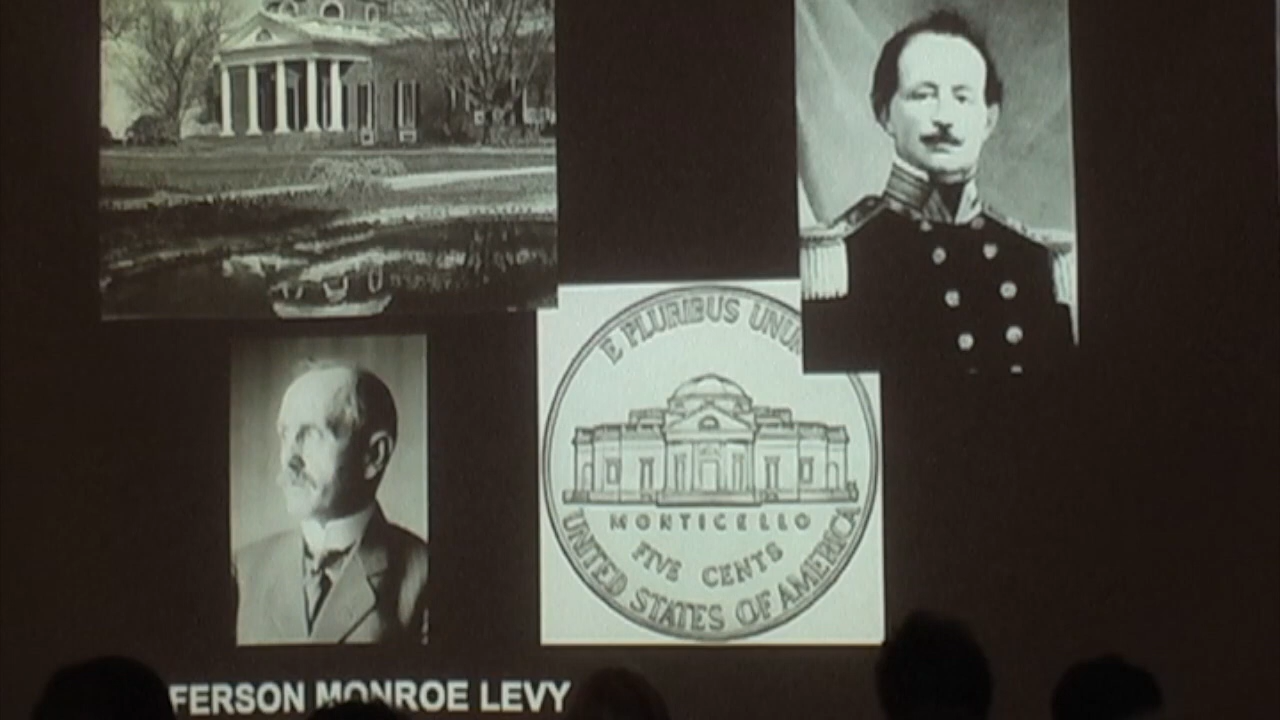 E PLURIBUS UNUM
MONTICELLO
FIVE CENTS
UNITED STATES OF AMERICA
FERSON MONROE LEVY